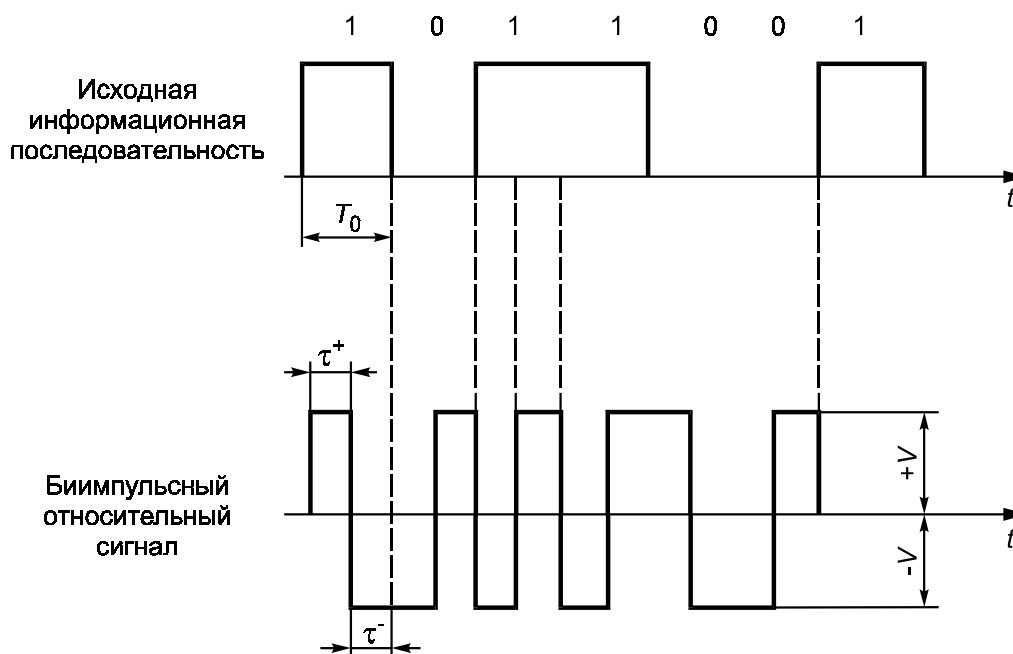 1 0 1 1 0 0 1
Исходная
информационная
последовательность
t
T0
τ+
+V
Биимпульсный
относительный
сигнал
t
-V
τ-